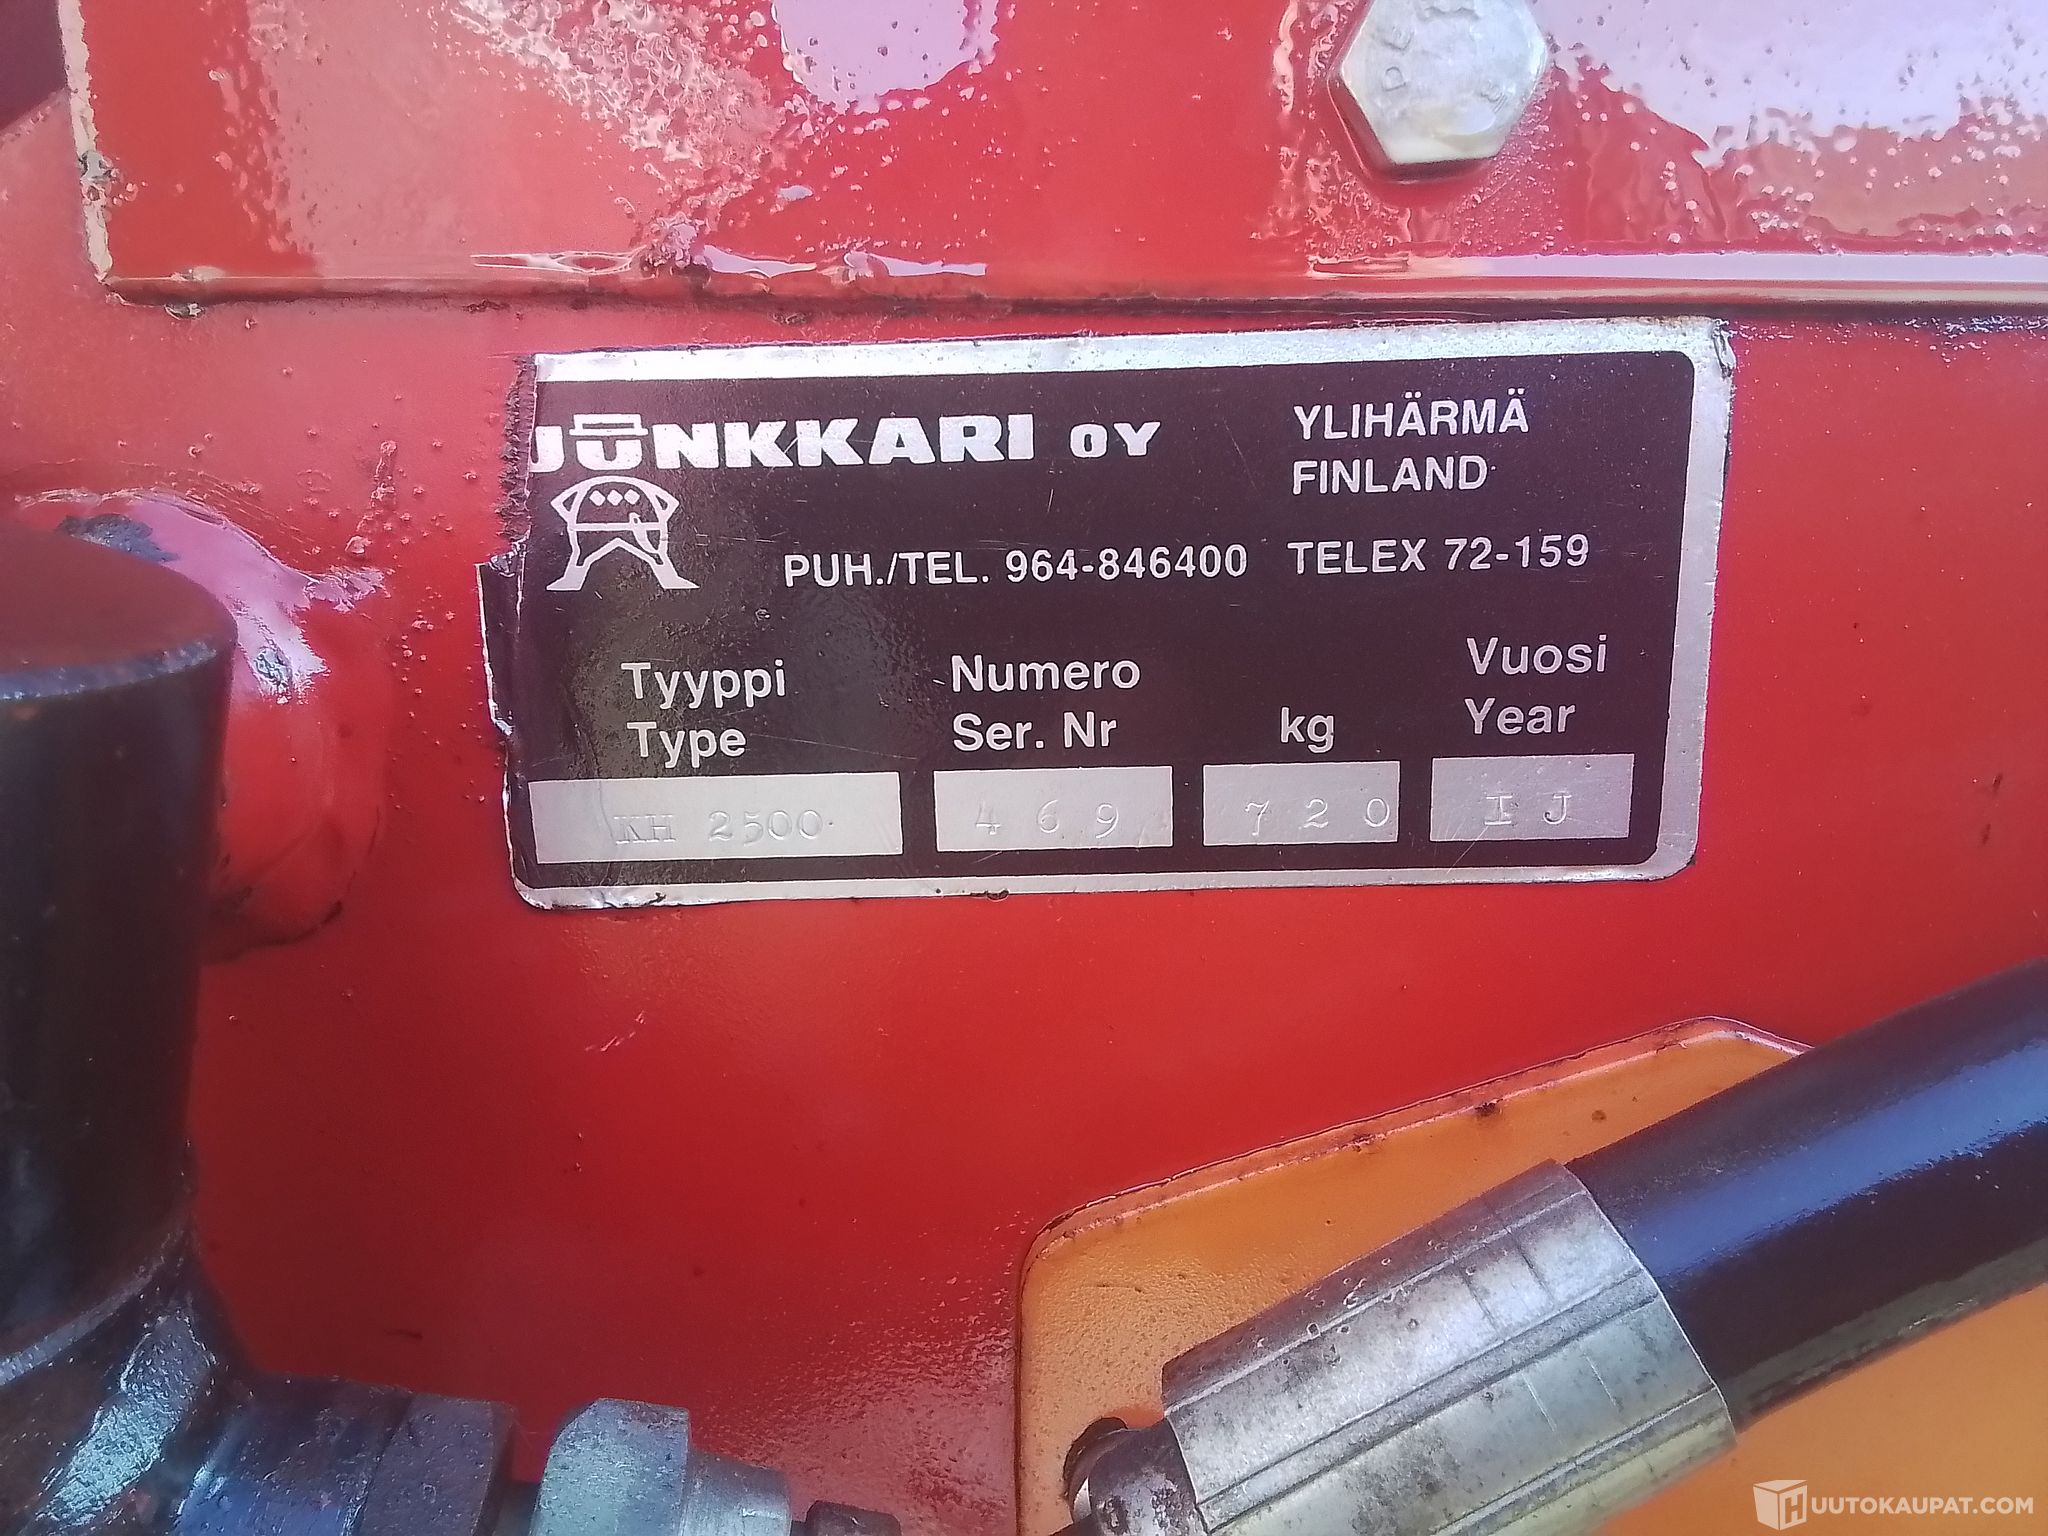 JUNKKARI OY
YLIHÄRMÄ
FINLAND
PUH./TEL. 964-846400 TELEX 72-159
Tyyppi Numero Vuosi
Type Ser. Nr kg Year
KH 2500 469 720 IJ
HUUTOKAUPAT.COM